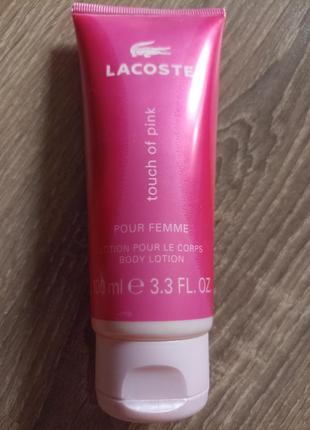 LACOSTE
touch of pink
POUR FEMME
LOTION POUR LE CORPS
BODY LOTION
100 ml e 3.3 FL. OZ